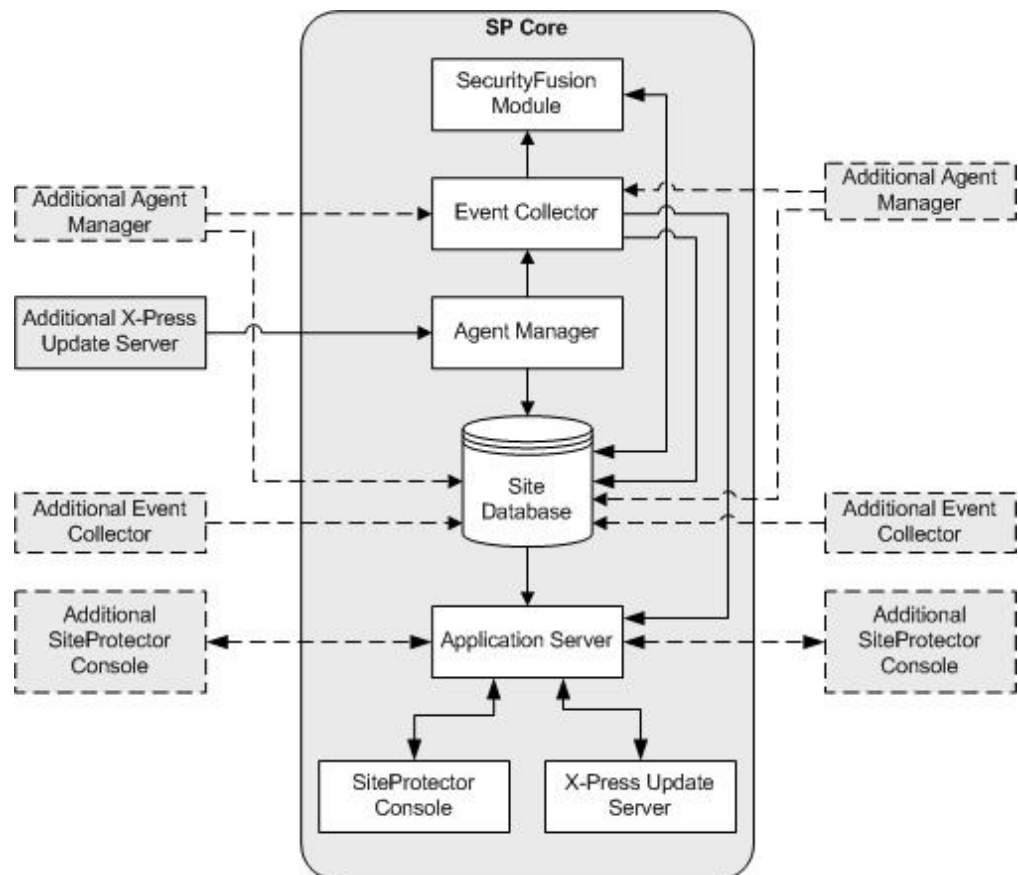 SP Core
SecurityFusion
Module
Additional Agent
Manager
Event Collector
Additional Agent
Manager
Additional X-Press
Update Server
Agent Manager
Site
Database
Additional Event
Collector
Additional Event
Collector
Additional
SiteProtector
Console
Application Server
Additional
SiteProtector
Console
SiteProtector
Console
X-Press Update
Server